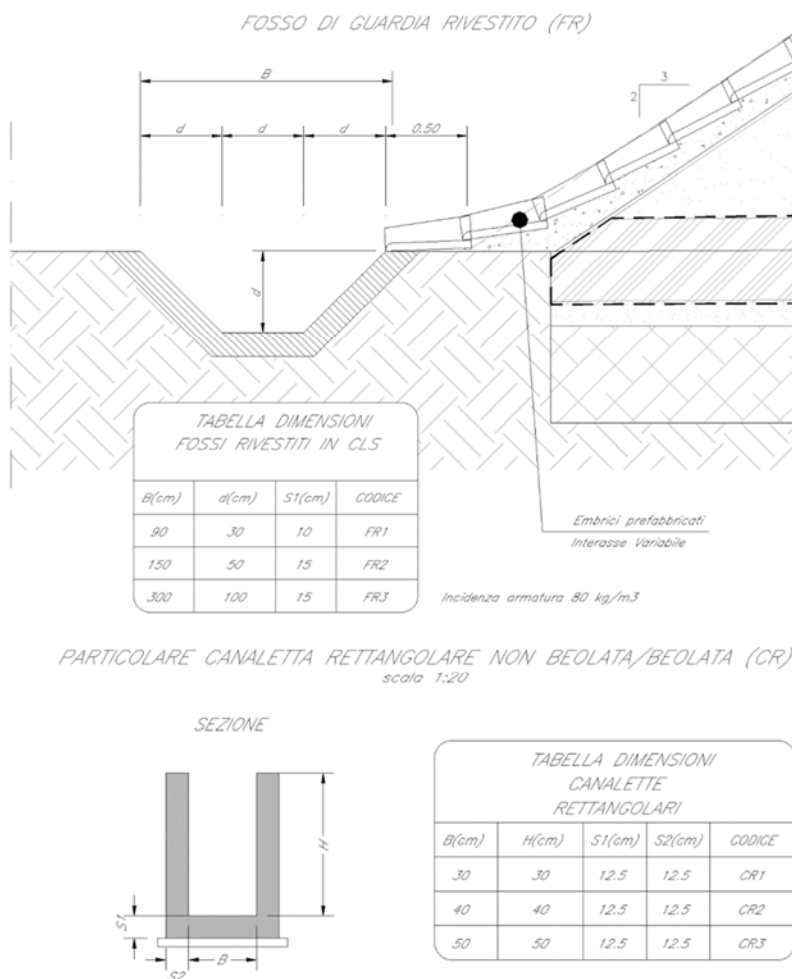 FOSSO DI GUARDIA RIVESTITO (FR)
B
3
2
d d d 0.50
d
TABELLA DIMENSIONI
FOSSI RIVESTITI IN CLS
B(cm) d(cm) S1(cm) CODICE
90 30 10 FR1
150 50 15 FR2
300 100 15 FR3
Embrici prefabbricati
Interasse Variabile
Incidenza armatura 80 kg/m3
PARTICOLARE CANALETTA RETTANGOLARE NON BEOLATA/BEOLATA (CR)
scala 1:20
SEZIONE
H
S1
S2 B
TABELLA DIMENSIONI
CANALETTE
RETTANGOLARI
B(cm) H(cm) S1(cm) S2(cm) CODICE
30 30 12.5 12.5 CR1
40 40 12.5 12.5 CR2
50 50 12.5 12.5 CR3